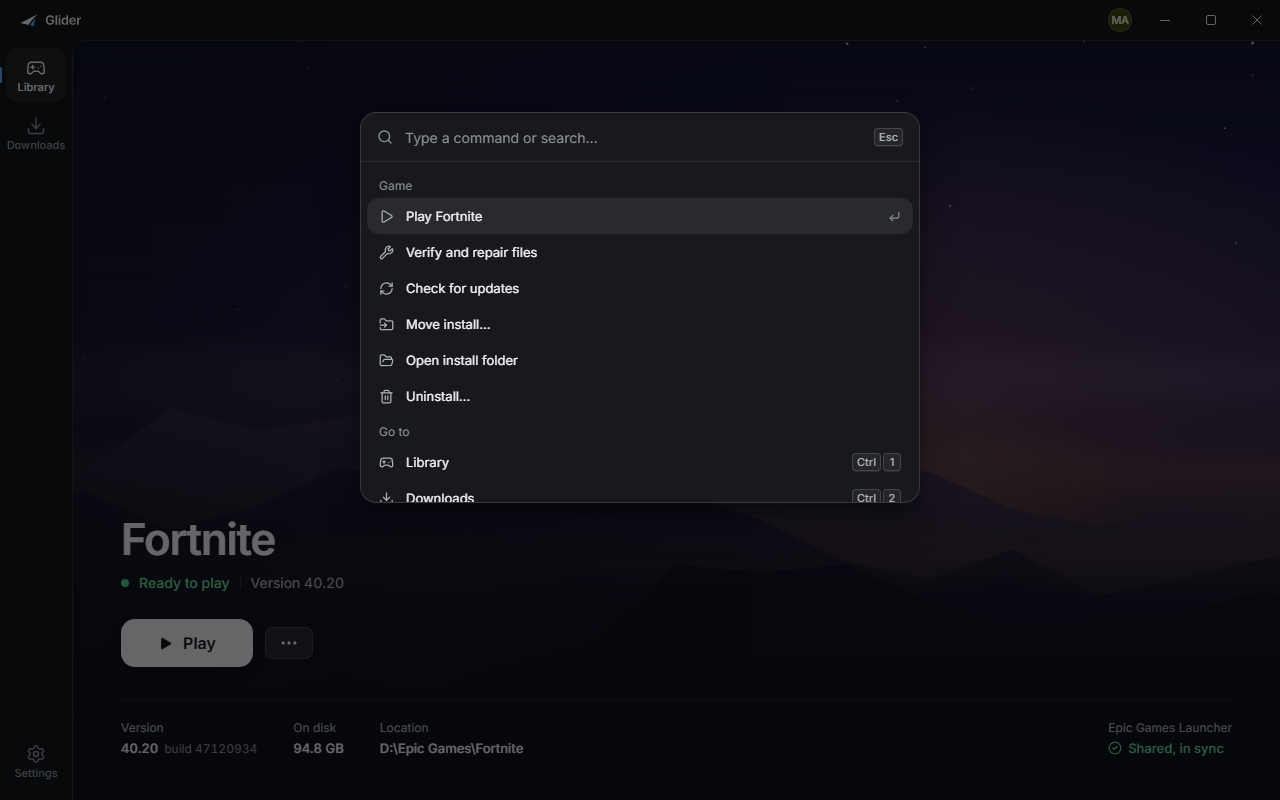 Glider
MA
Library
Downloads
Type a command or search...
Esc
Game
Play Fortnite
Verify and repair files
Check for updates
Move install...
Open install folder
Uninstall...
Go to
Library
Ctrl 1
Downloads
Ctrl 2
Fortnite
Ready to play
Version 40.20
Play
Version
On disk
Location
Epic Games Launcher
40.20 build 47120934
94.8 GB
D:\Epic Games\Fortnite
Shared, in sync
Settings